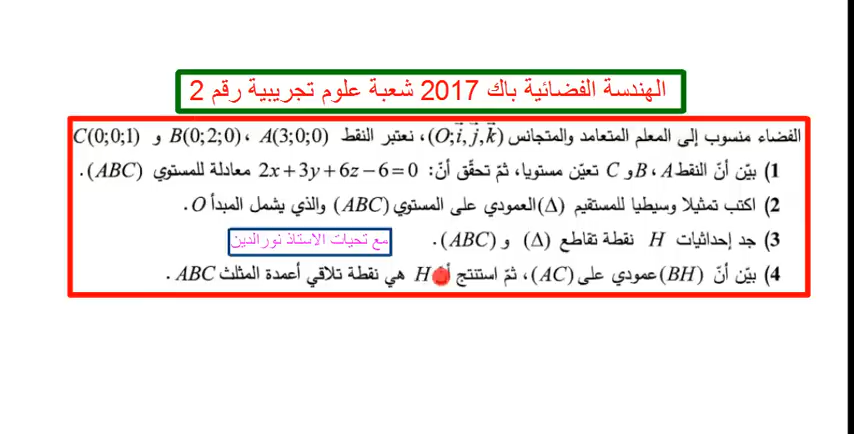 الهندسة الفضائية باك 2017 شعبة علوم تجريبية رقم 2
الفضاء منسوب إلى المعلم المتعامد والمتجانس (O;i⃗,j⃗,k⃗)، نعتبر النقط A(3;0;0)، B(0;2;0) و C(0;0;1)
1) بيّن أنّ النقط A، B و C تعيّن مستويا، ثمّ تحقّق أنّ: 2x+3y+6z-6=0 معادلة للمستوي (ABC).
2) اكتب تمثيلا وسيطيا للمستقيم (Δ) العمودي على المستوي (ABC) والذي يشمل المبدأ O.
3) جد إحداثيات H نقطة تقاطع (Δ) و (ABC).
مع تحيات الاستاذ نورالدين
4) بيّن أنّ (BH) عمودي على (AC)، ثمّ استنتج أنّ H هي نقطة تلاقي أعمدة المثلث ABC.